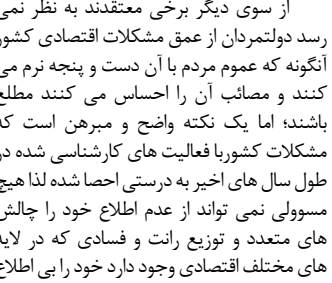 از سوی دیگر برخی معتقدند به نظر نمی
رسد دولتمردان از عمق مشکلات اقتصادی کشور
آنگونه که عموم مردم با آن دست و پنجه نرم می
کنند و مصائب آن را احساس می کنند مطلع
باشند؛ اما یک نکته واضح و مبرهن است که
مشکلات کشوربا فعالیت های کارشناسی شده در
طول سال های اخیر به درستی احصا شده لذا هیچ
مسوولی نمی تواند از عدم اطلاع خود را چالش
های متعدد و توزیع رانت و فسادی که در لایه
های مختلف اقتصادی وجود دارد خود را بی اطلاع